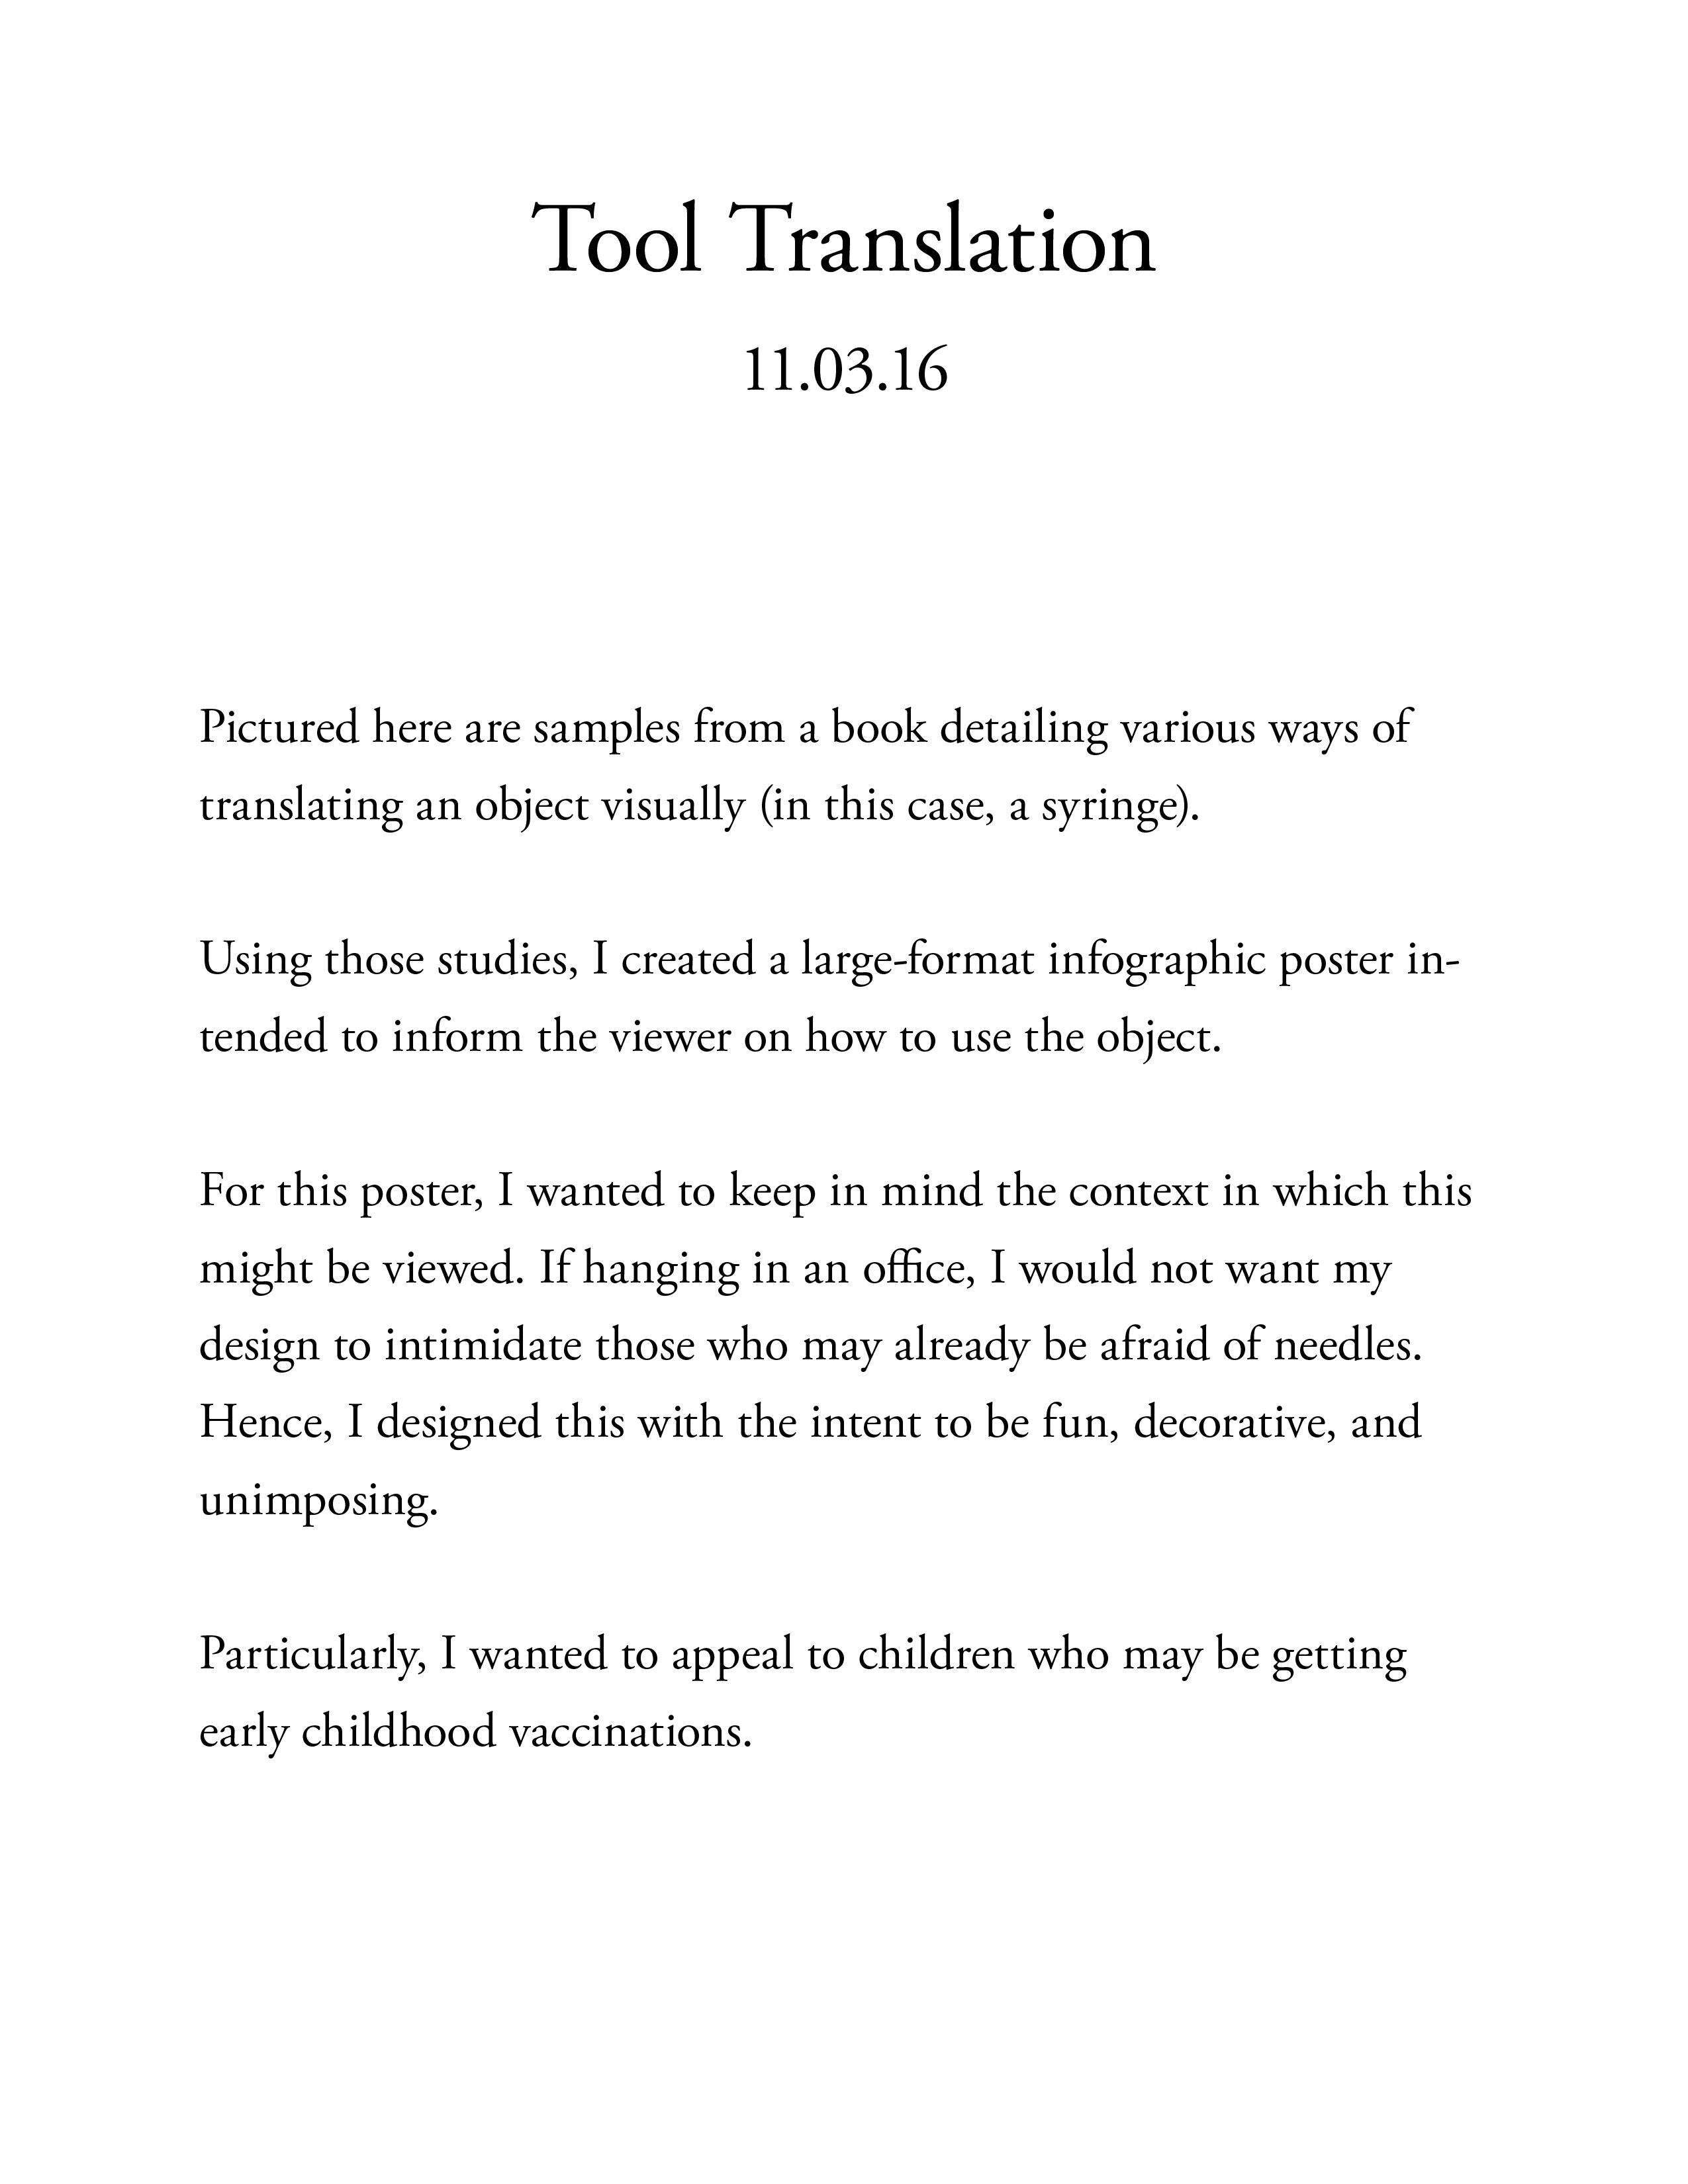 Tool Translation
11.03.16
Pictured here are samples from a book detailing various ways of
translating an object visually (in this case, a syringe).
Using those studies, I created a large-format infographic poster in-
tended to inform the viewer on how to use the object.
For this poster, I wanted to keep in mind the context in which this
might be viewed. If hanging in an office, I would not want my
design to intimidate those who may already be afraid of needles.
Hence, I designed this with the intent to be fun, decorative, and
unimposing.
Particularly, I wanted to appeal to children who may be getting
early childhood vaccinations.